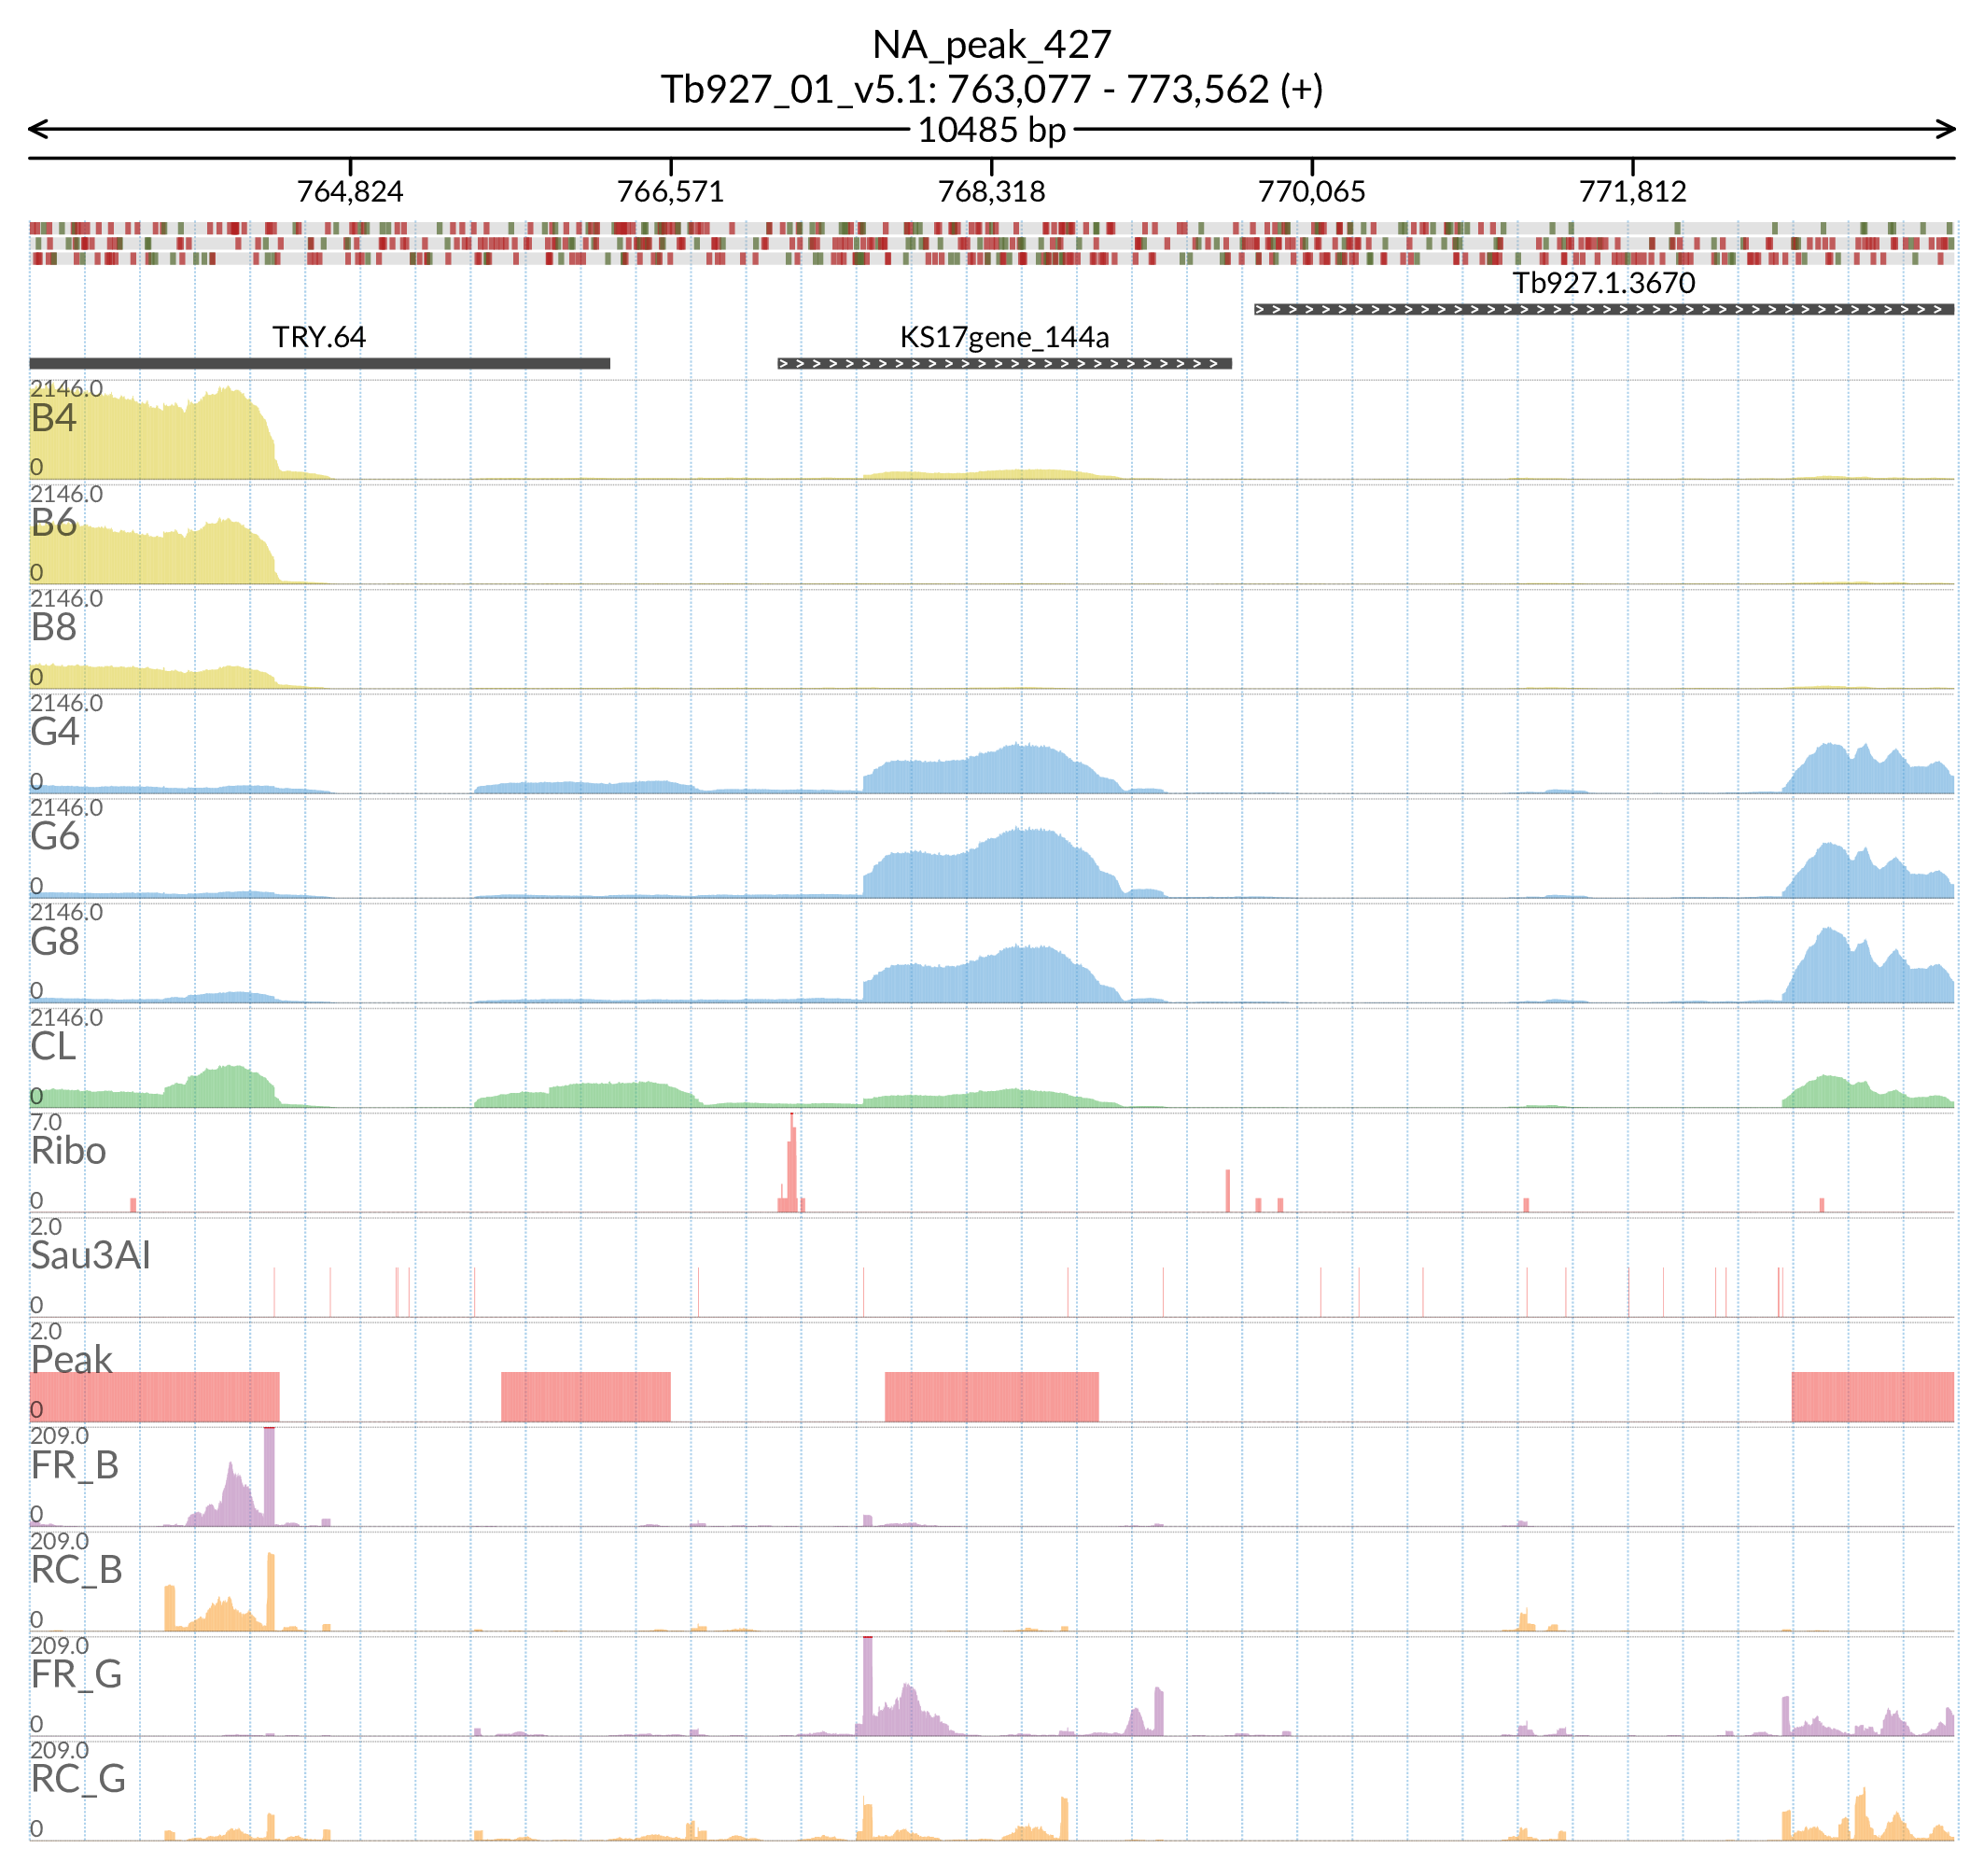 NA_peak_427
Tb927_01_v5.1: 763,077 - 773,562 (+)
10485 bp
764,824 766,571 768,318 770,065 771,812
Tb927.1.3670
TRY.64 KS17gene_144a
2146.0
B4
0
2146.0
B6
0
2146.0
B8
0
2146.0
G4
0
2146.0
G6
0
2146.0
G8
0
2146.0
CL
0
7.0
Ribo
0
2.0
Sau3AI
0
2.0
Peak
0
209.0
FR_B
0
209.0
RC_B
0
209.0
FR_G
0
209.0
RC_G
0